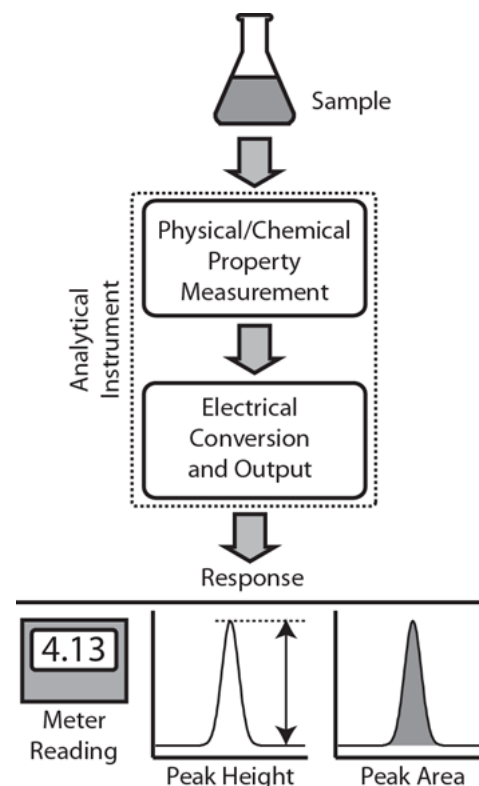 Sample
Physical/Chemical
Property
Measurement
Analytical
Instrument
Electrical
Conversion
and Output
Response
4.13
Meter
Reading
Peak Height
Peak Area